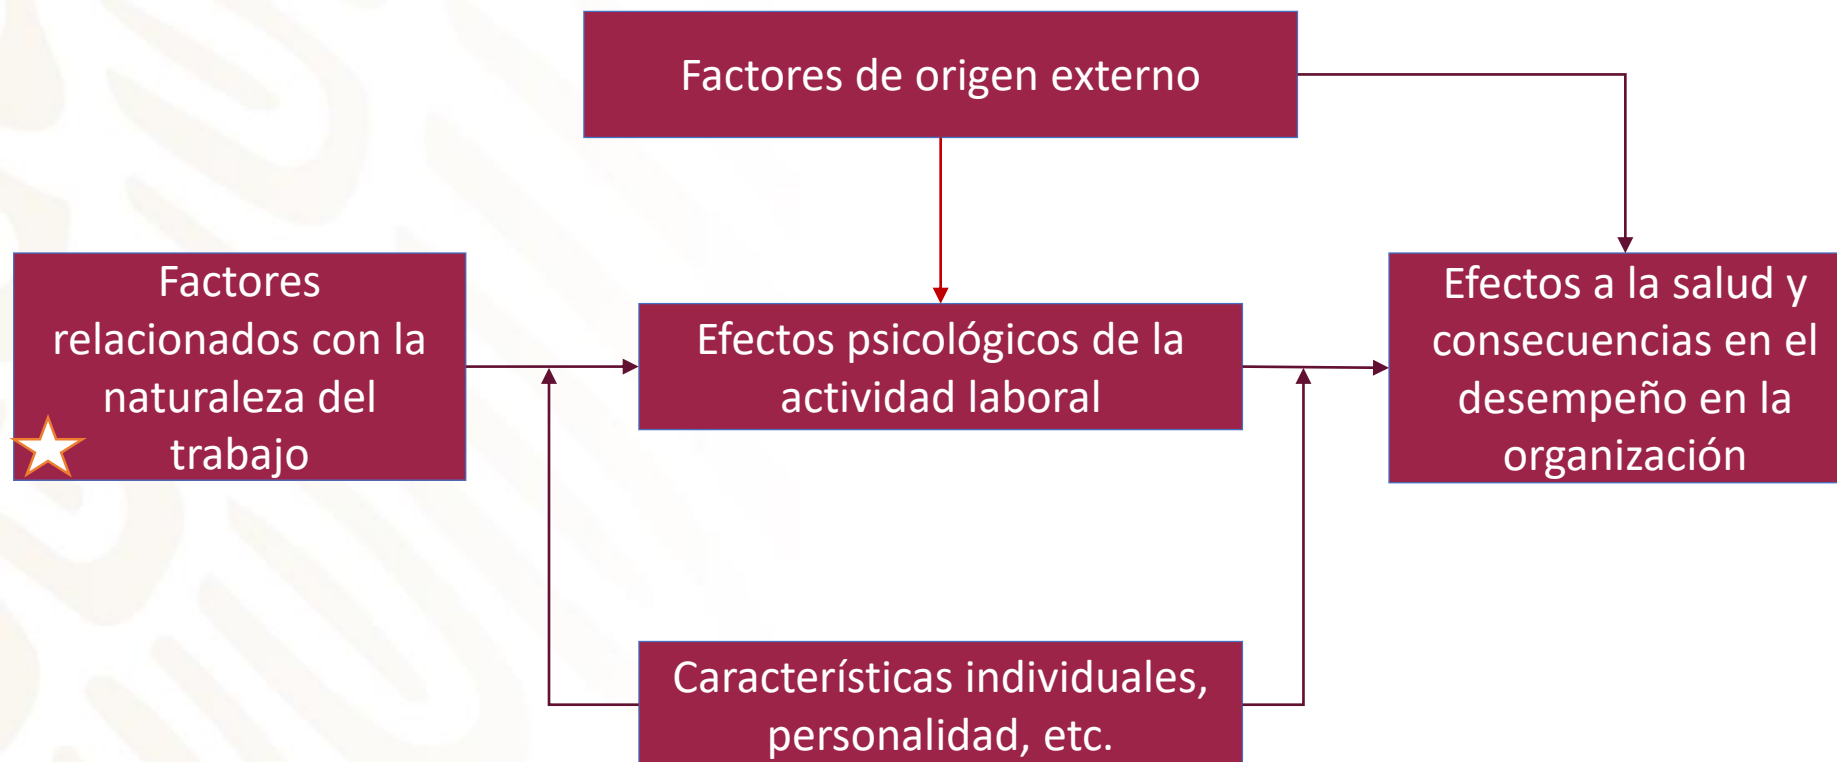 Factores de origen externo
Factores
relacionados con la
naturaleza del
trabajo
Efectos psicológicos de la
actividad laboral
Efectos a la salud y
consecuencias en el
desempeño en la
organización
Características individuales,
personalidad, etc.